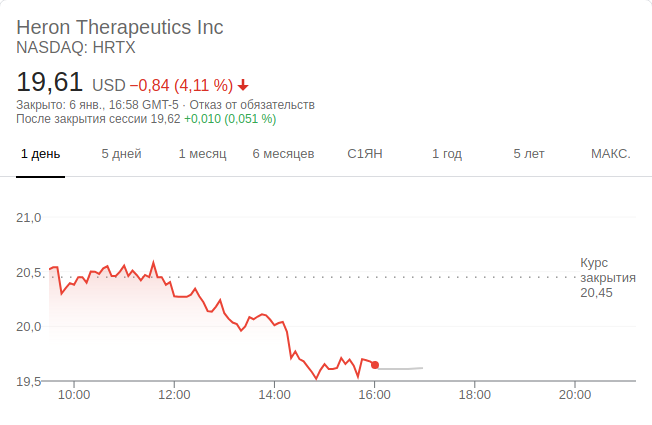 Heron Therapeutics Inc
NASDAQ: HRTX
19,61 USD −0,84 (4,11 %)
Закрыто: 6 янв., 16:58 GMT-5 · Отказ от обязательств
После закрытия сессии 19,62 +0,010 (0,051 %)
1 день 5 дней 1 месяц 6 месяцев С1ЯН 1 год 5 лет МАКС.
21,0
20,5
20,0
19,5
Курс
закрытия
20,45
10:00 12:00 14:00 16:00 18:00 20:00